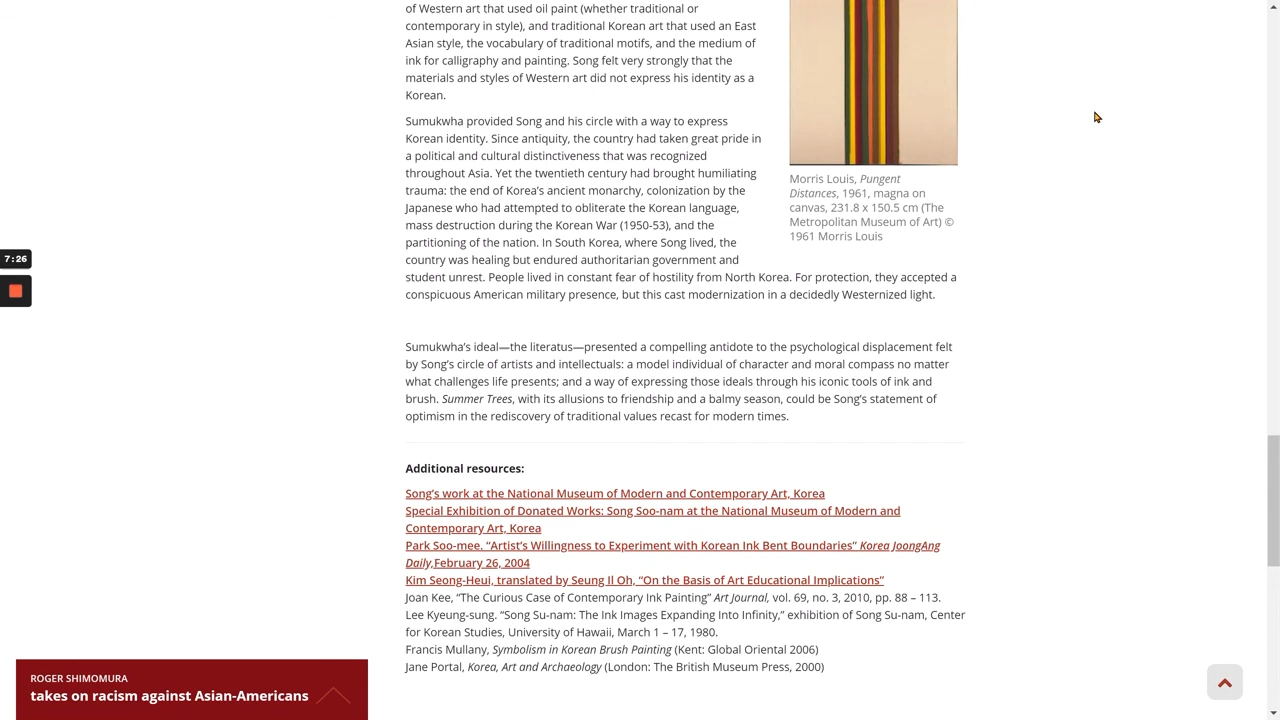 of Western art that used oil paint (whether traditional or
contemporary in style), and traditional Korean art that used an East
Asian style, the vocabulary of traditional motifs, and the medium of
ink for calligraphy and painting. Song felt very strongly that the
materials and styles of Western art did not express his identity as a
Korean.
Sumukwha provided Song and his circle with a way to express
Korean identity. Since antiquity, the country had taken great pride in
a political and cultural distinctiveness that was recognized
throughout Asia. Yet the twentieth century had brought humiliating
trauma: the end of Korea's ancient monarchy, colonization by the
Japanese who had attempted to obliterate the Korean language,
mass destruction during the Korean War (1950-53), and the
partitioning of the nation. In South Korea, where Song lived, the
country was healing but endured authoritarian government and
student unrest. People lived in constant fear of hostility from North Korea. For protection, they accepted a
conspicuous American military presence, but this cast modernization in a decidedly Westernized light.
Morris Louis, Pungent
Distances, 1961, magna on
canvas, 231.8 x 150.5 cm (The
Metropolitan Museum of Art) ©
1961 Morris Louis
7:26
Sumukwha's ideal—the literatus—presented a compelling antidote to the psychological displacement felt
by Song's circle of artists and intellectuals: a model individual of character and moral compass no matter
what challenges life presents; and a way of expressing those ideals through his iconic tools of ink and
brush. Summer Trees, with its allusions to friendship and a balmy season, could be Song's statement of
optimism in the rediscovery of traditional values recast for modern times.
Additional resources:
Song's work at the National Museum of Modern and Contemporary Art, Korea
Special Exhibition of Donated Works: Song Soo-nam at the National Museum of Modern and
Contemporary Art, Korea
Park Soo-mee. "Artist's Willingness to Experiment with Korean Ink Bent Boundaries" Korea JoongAng
Daily,February 26, 2004
Kim Seong-Heui, translated by Seung Il Oh, "On the Basis of Art Educational Implications"
Joan Kee, "The Curious Case of Contemporary Ink Painting" Art Journal, vol. 69, no. 3, 2010, pp. 88 – 113.
Lee Kyeung-sung. "Song Su-nam: The Ink Images Expanding Into Infinity," exhibition of Song Su-nam, Center
for Korean Studies, University of Hawaii, March 1 – 17, 1980.
Francis Mullany, Symbolism in Korean Brush Painting (Kent: Global Oriental 2006)
Jane Portal, Korea, Art and Archaeology (London: The British Museum Press, 2000)
ROGER SHIMOMURA
takes on racism against Asian-Americans